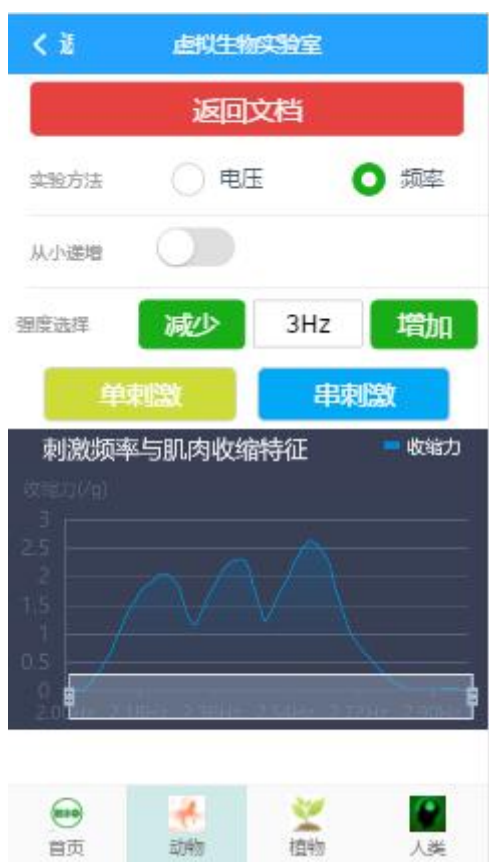 虚拟生物实验室
返回文档
实验方法 电压 频率
从小递增
强度选择 减少 3Hz 增加
单刺激 串刺激
刺激频率与肌肉收缩特征 收缩力
收缩力(/g)
3
2.5
2
1.5
1
0.5
0
首页 动物 植物 人类